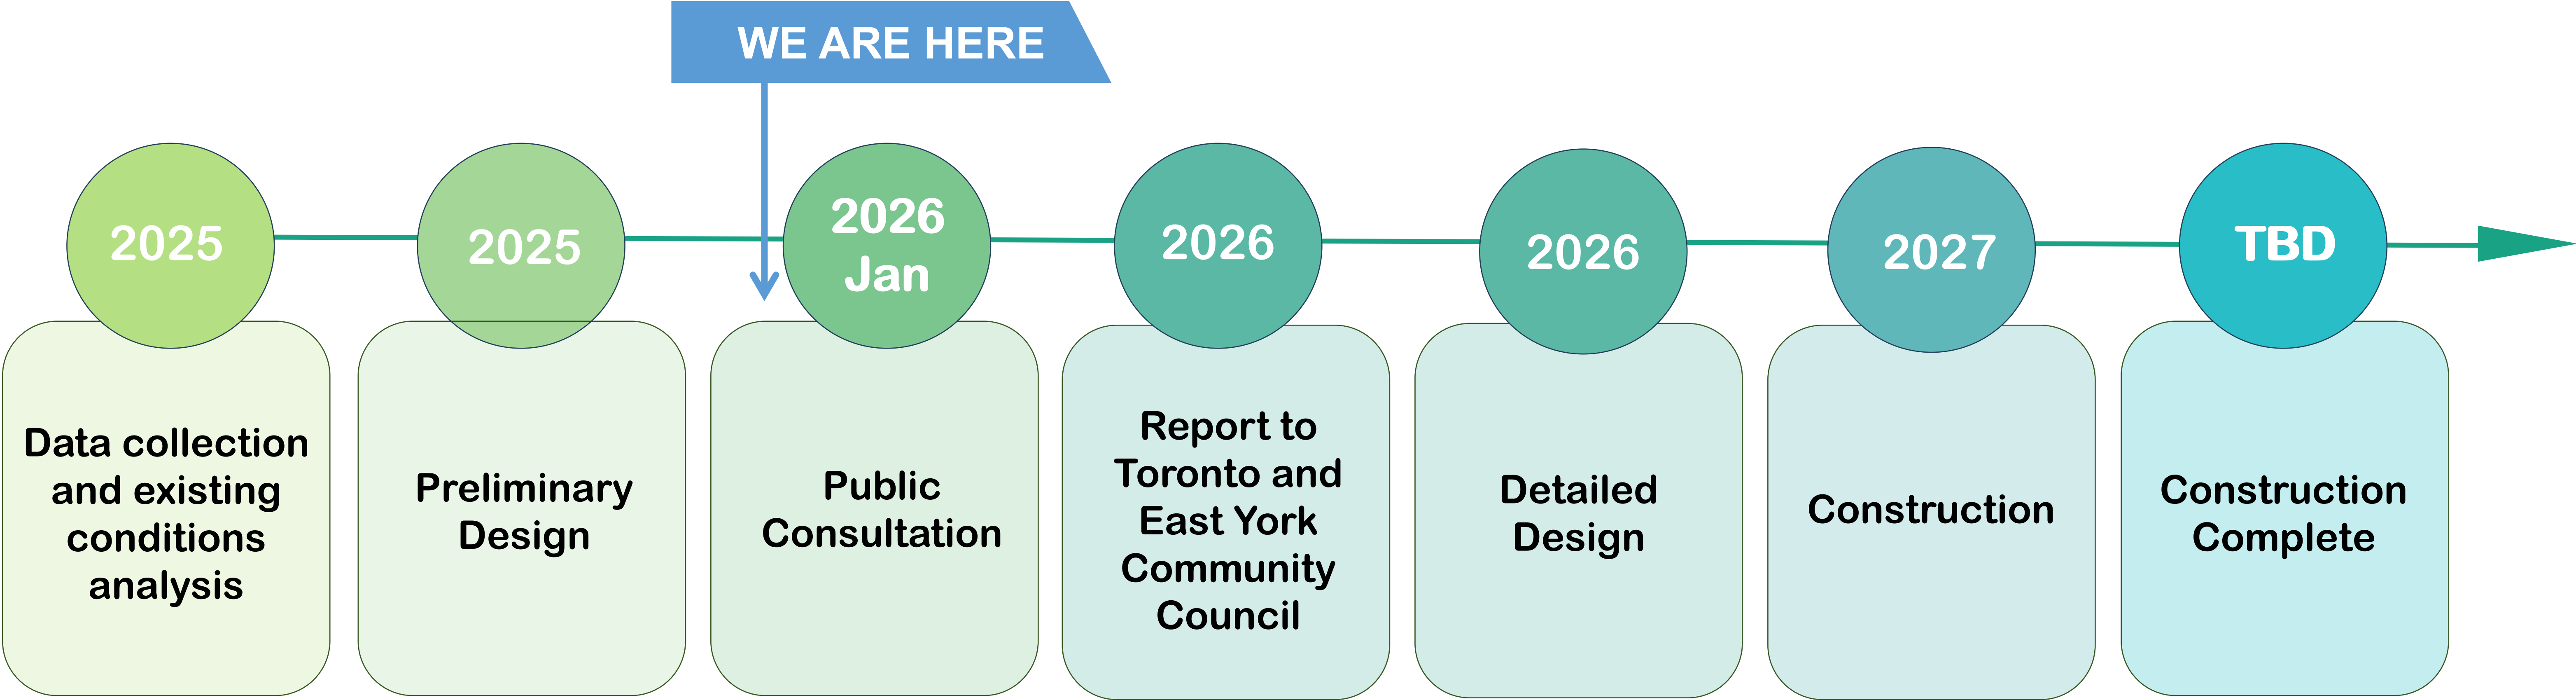 WE ARE HERE
2025
Data collection
and existing
conditions
analysis
2025
Preliminary
Design
2026
Jan
Public
Consultation
2026
Report to
Toronto and
East York
Community
Council
2026
Detailed
Design
2027
Construction
TBD
Construction
Complete